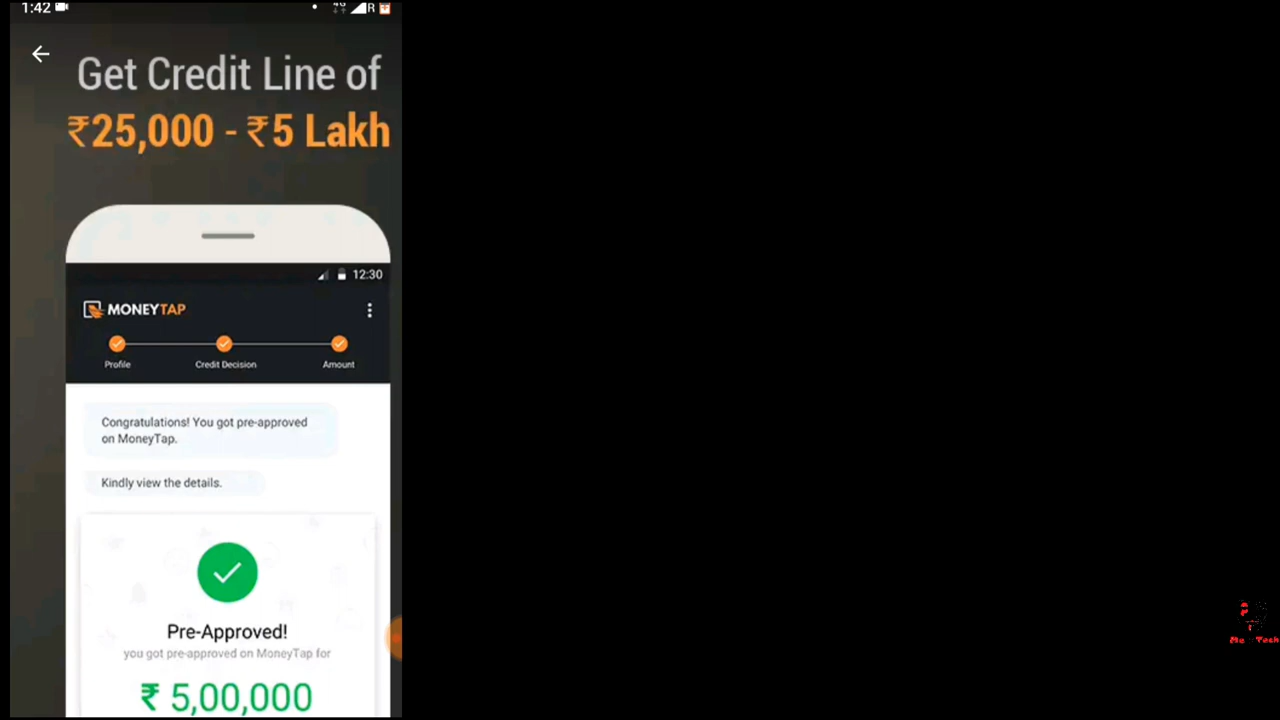 1:42
4G
R
Get Credit Line of
₹25,000 - ₹5 Lakh
12:30
MONEYTAP
Profile
Credit Decision
Amount
Congratulations! You got pre-approved
on MoneyTap.
Kindly view the details.
Pre-Approved!
you got pre-approved on MoneyTap for
₹ 5,00,000
Tech